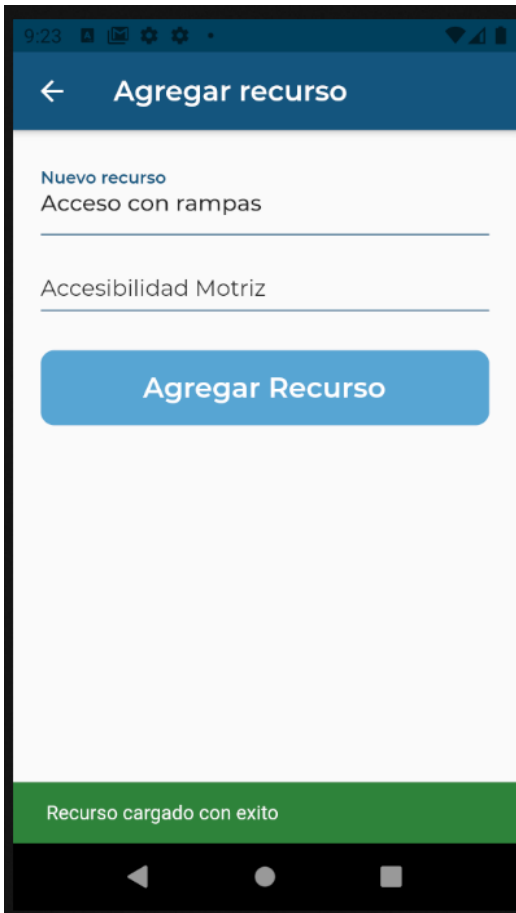 9:23
Agregar recurso
Nuevo recurso
Acceso con rampas
Accesibilidad Motriz
Agregar Recurso
Recurso cargado con exito